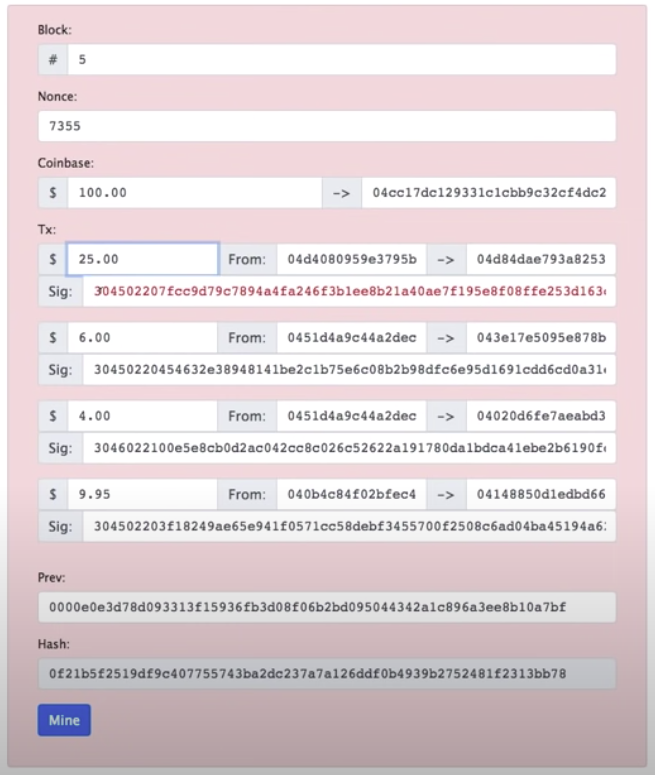 Block:
# 5
Nonce:
7355
Coinbase:
$ 100.00 -> 04cc17dc129331c1cbb9c32cf4dc2
Tx:
$ 25.00 From: 04d4080959e3795b -> 04d84dae793a8253
Sig: 304502207fcc9d79c7894a4fa246f3b1ee8b21a40ae7f195e8f08ffe253d163
$ 6.00 From: 0451d4a9c44a2dec -> 043e17e5095e878b
Sig: 30450220454632e38948141be2c1b75e6c08b2b98dfc6e95d1691cdd6cd0a31
$ 4.00 From: 0451d4a9c44a2dec -> 04020d6fe7aeabd3
Sig: 3046022100e5e8cb0d2ac042cc8c026c52622a191780da1bdca41ebe2b6190f
$ 9.95 From: 040b4c84f02bfec4 -> 04148850d1edbd66
Sig: 304502203f18249ae65e941f0571cc58debf3455700f2508c6ad04ba45194a6
Prev:
0000e0e3d78d093313f15936fb3d08f06b2bd095044342a1c896a3ee8b10a7bf
Hash:
0f21b5f2519df9c407755743ba2dc237a7a126ddf0b4939b2752481f2313bb78
Mine